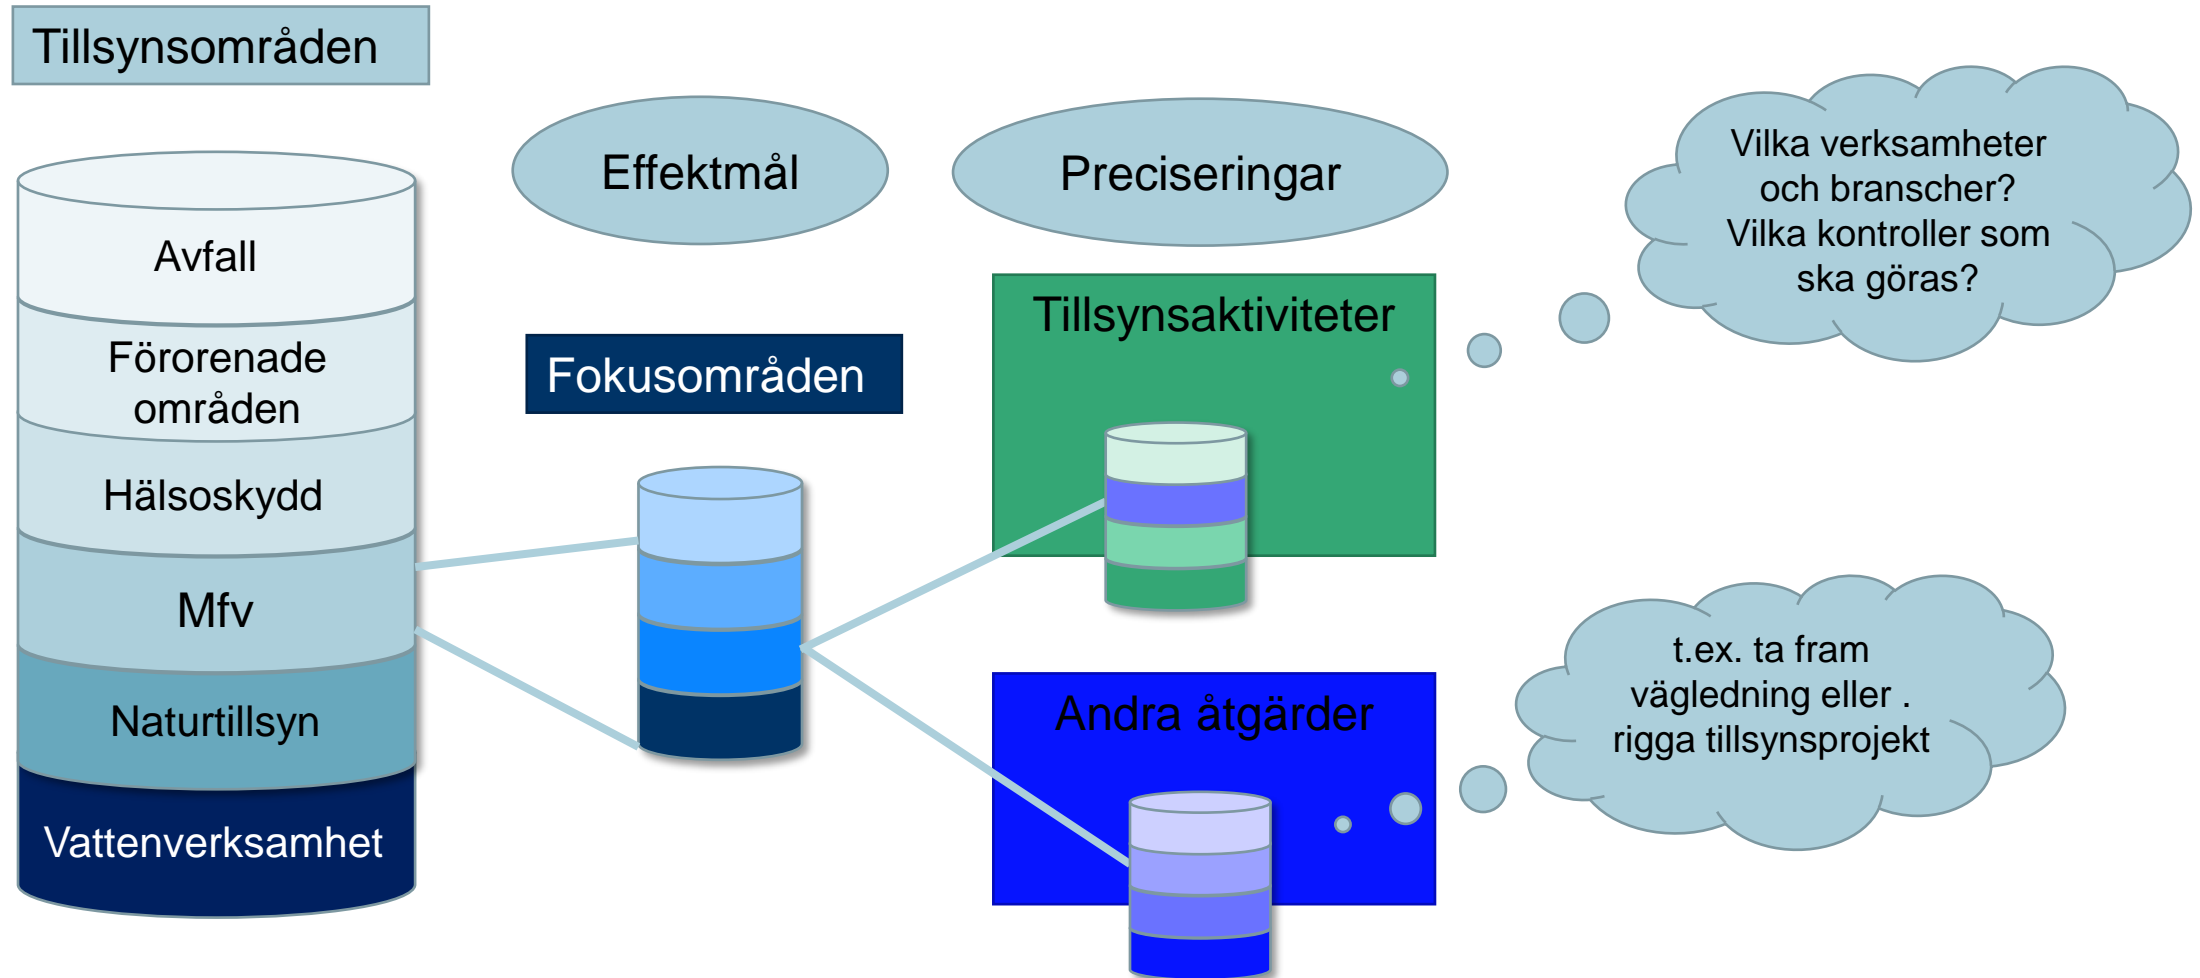 Tillsynsområden
Avfall
Förorenade
områden
Hälsoskydd
Mfv
Naturtillsyn
Vattenverksamhet
Effektmål
Fokusområden
Preciseringar
Tillsynsaktiviteter
Andra åtgärder
Vilka verksamheter
och branscher?
Vilka kontroller som
ska göras?
t.ex. ta fram
vägledning eller .
rigga tillsynsprojekt